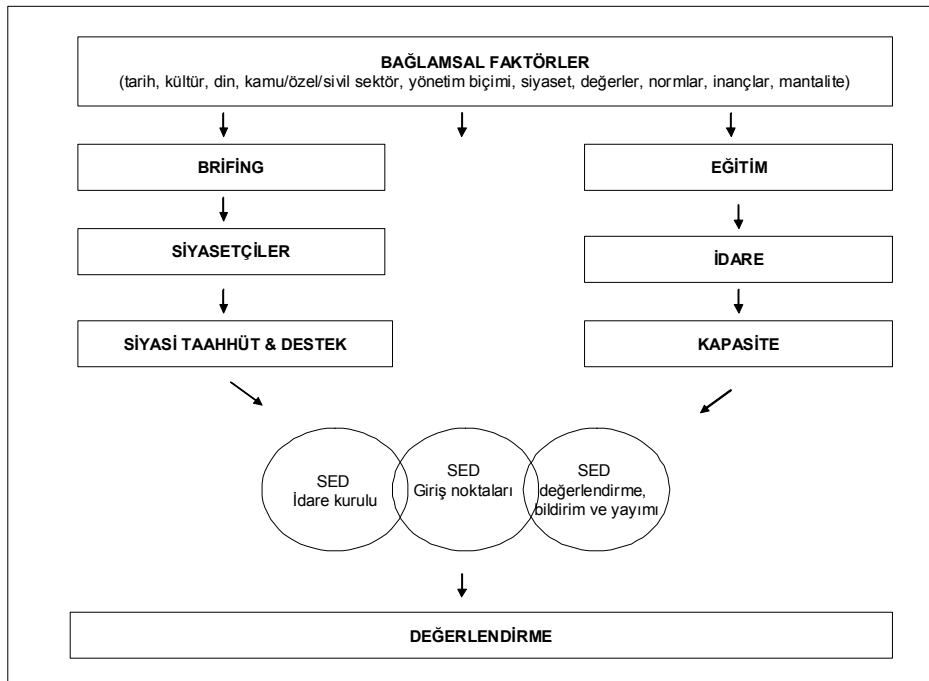 BAĞLAMSAL FAKTÖRLER
(tarih, kültür, din, kamu/özel/sivil sektör, yönetim biçimi, siyaset, değerler, normlar, inançlar, mantalite)
BRİFİNG
EĞİTİM
SİYASETÇİLER
İDARE
SİYASİ TAAHHÜT & DESTEK
KAPASİTE
SED
İdare kurulu
SED
Giriş noktaları
SED
değerlendirme,
bildirim ve yayımı
DEĞERLENDİRME